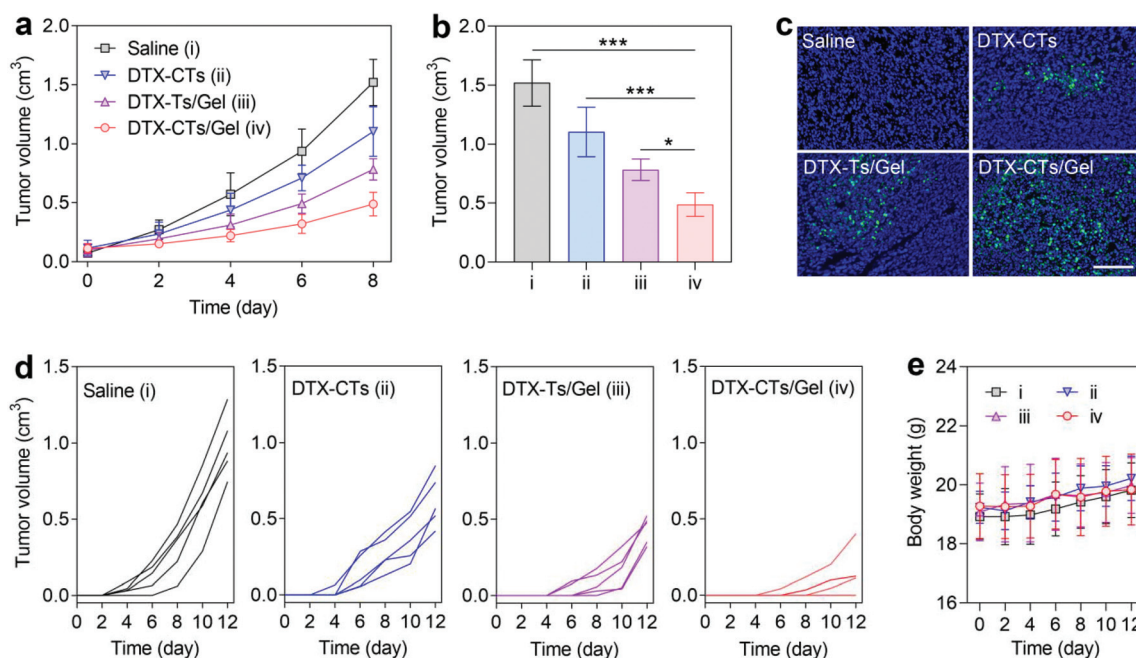 a
Tumor volume (cm³)
2.0
1.5
1.0
0.5
0.0
Saline (i)
DTX-CTs (ii)
DTX-Ts/Gel (iii)
DTX-CTs/Gel (iv)
0 2 4 6 8
Time (day)
b
Tumor volume (cm³)
2.0
1.5
1.0
0.5
0.0
***
***
*
i ii iii iv
c
Saline
DTX-CTs
DTX-Ts/Gel
DTX-CTs/Gel
d
Tumor volume (cm³)
1.5
1.0
0.5
0.0
Saline (i)
0 2 4 6 8 10 12
Time (day)
1.5
1.0
0.5
0.0
DTX-CTs (ii)
0 2 4 6 8 10 12
Time (day)
1.5
1.0
0.5
0.0
DTX-Ts/Gel (iii)
0 2 4 6 8 10 12
Time (day)
1.5
1.0
0.5
0.0
DTX-CTs/Gel (iv)
0 2 4 6 8 10 12
Time (day)
e
Body weight (g)
24
22
20
18
16
i ii
iii iv
0 2 4 6 8 10 12
Time (day)